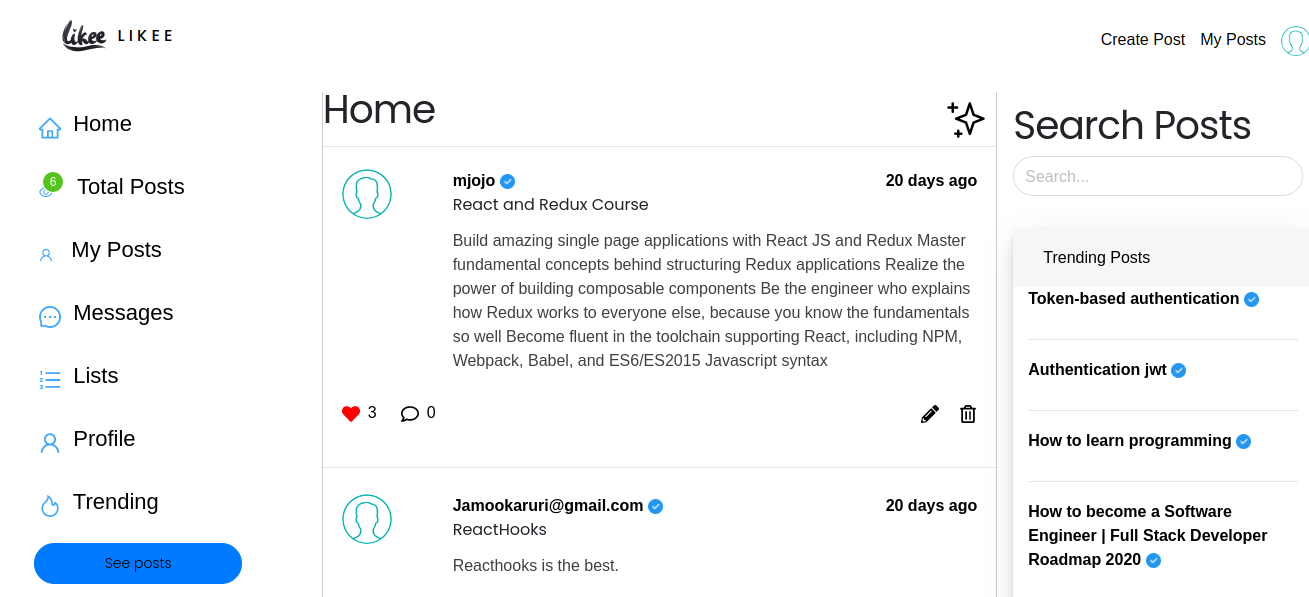 likee LIKEE
Create Post My Posts
Home
6 Total Posts
My Posts
Messages
1 2 3 Lists
Profile
Trending
See posts
Home
mjojo 20 days ago
React and Redux Course
Build amazing single page applications with React JS and Redux Master
fundamental concepts behind structuring Redux applications Realize the
power of building composable components Be the engineer who explains
how Redux works to everyone else, because you know the fundamentals
so well Become fluent in the toolchain supporting React, including NPM,
Webpack, Babel, and ES6/ES2015 Javascript syntax
3 0
Jamookaruri@gmail.com 20 days ago
ReactHooks
Reacthooks is the best.
Search Posts
Search...
Trending Posts
Token-based authentication
Authentication jwt
How to learn programming
How to become a Software
Engineer | Full Stack Developer
Roadmap 2020